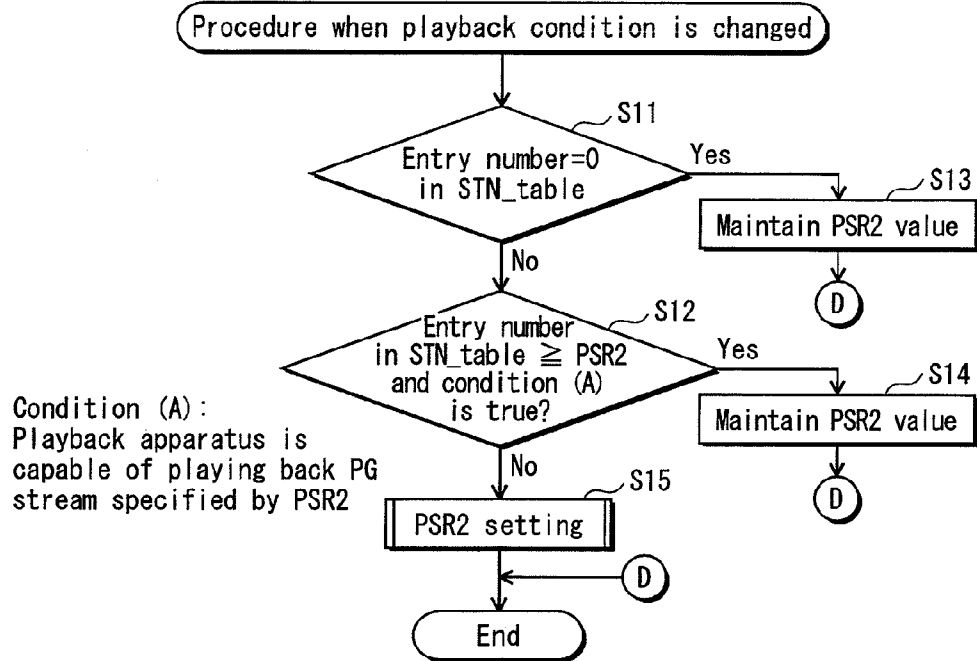 Procedure when playback condition is changed
S11
Entry number=0
in STN_table
Yes
S13
Maintain PSR2 value
D
No
S12
Entry number
in STN_table ≧ PSR2
and condition (A)
is true?
Yes
S14
Maintain PSR2 value
D
Condition (A):
Playback apparatus is
capable of playing back PG
stream specified by PSR2
No
S15
PSR2 setting
D
End